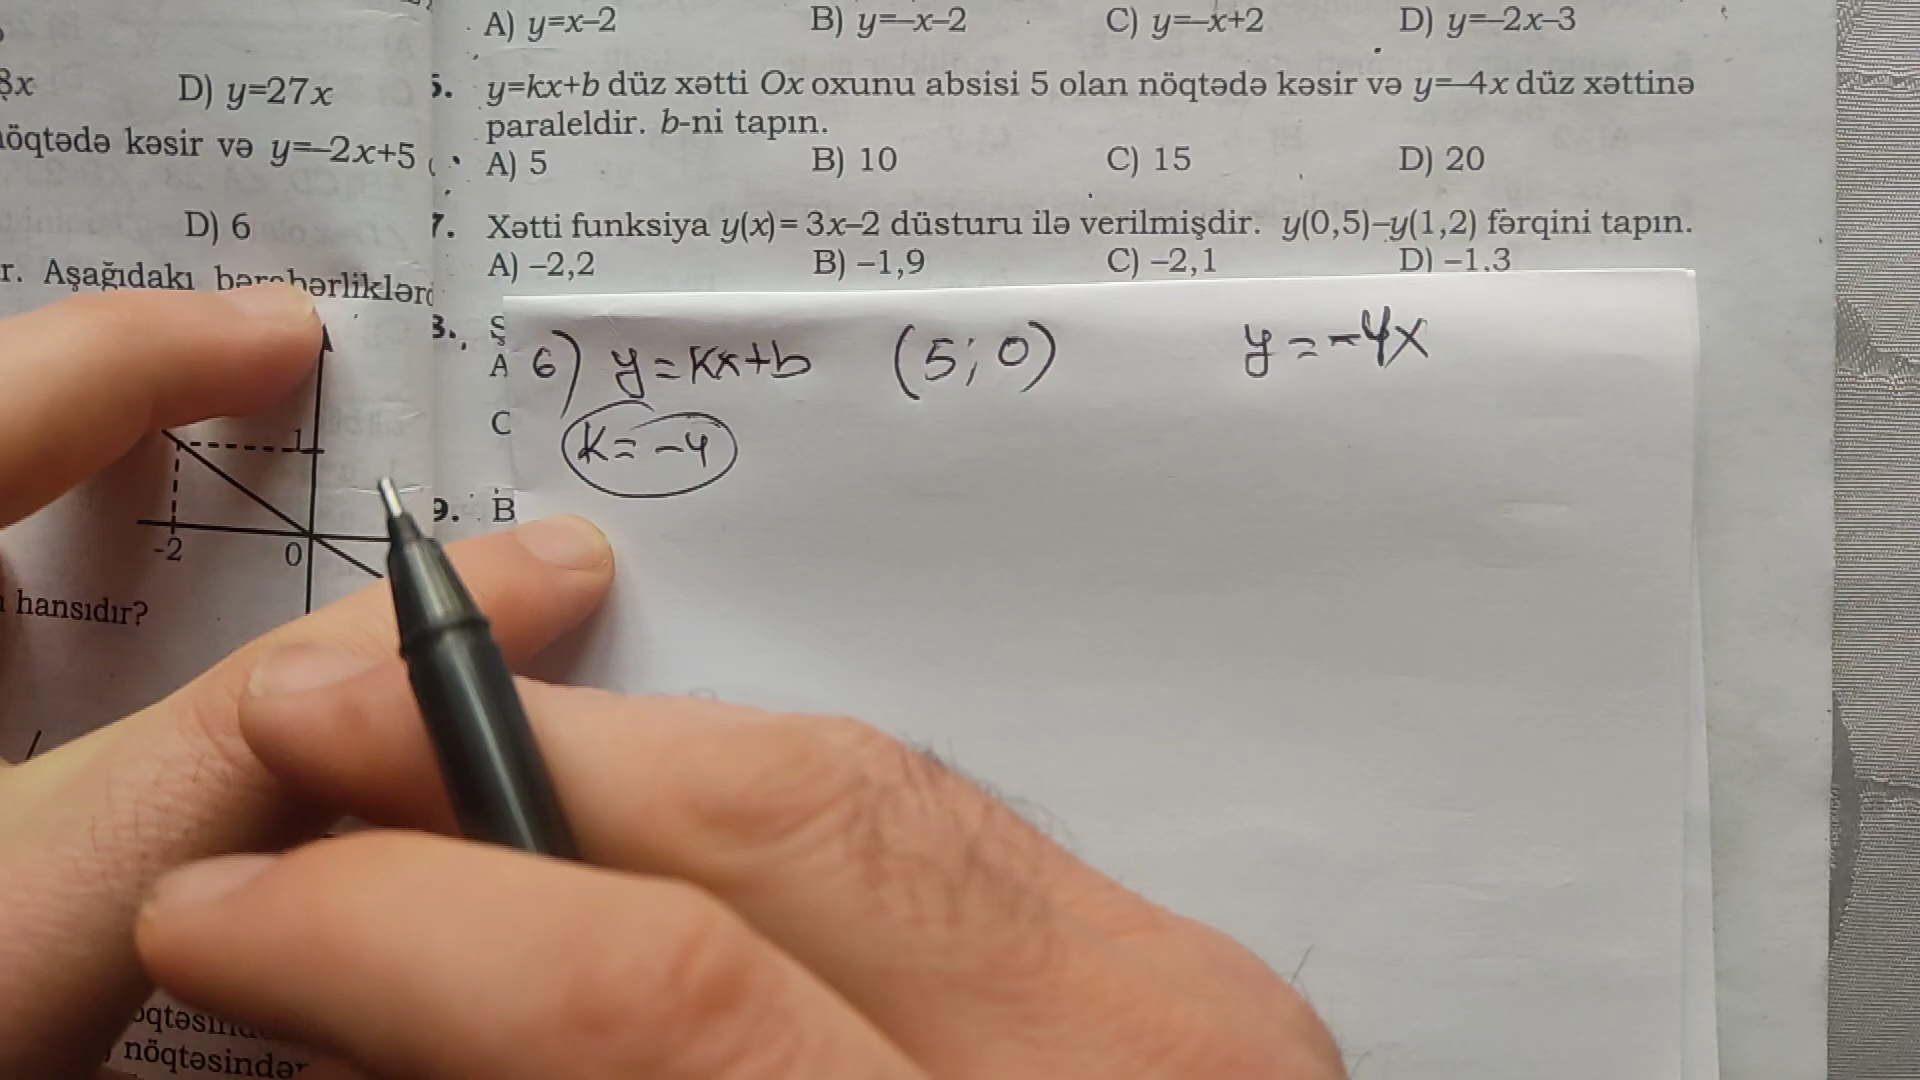 A) y=x–2 B) y=–x–2 C) y=–x+2 D) y=–2x–3
y=kx+b düz xətti Ox oxunu absisi 5 olan nöqtədə kəsir və y=–4x düz xəttinə
paraleldir. b-ni tapın.
A) 5 B) 10 C) 15 D) 20
7. Xətti funksiya y(x)= 3x–2 düsturu ilə verilmişdir. y(0,5)–y(1,2) fərqini tapın.
A) –2,2 B) –1,9 C) –2,1 D) –1,3
Ş
A
C
9. B
6) y=kx+b (5; 0) y=-4x
k=-4
D) y=27x
nöqtədə kəsir və y=–2x+5
D) 6
r. Aşağıdakı
1
-2 0
hansıdır?
nöqtəsindən